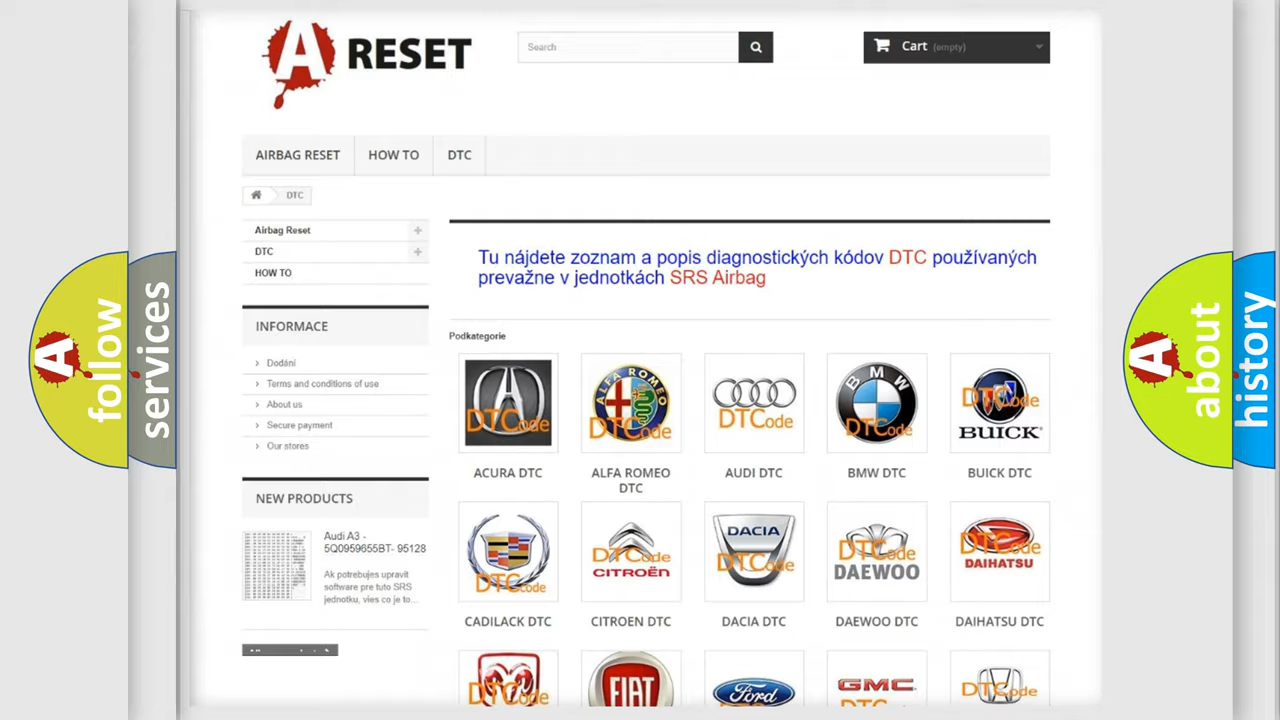 A RESET
Search
Cart (empty)
AIRBAG RESET
HOW TO
DTC
DTC
Airbag Reset
DTC
HOW TO
INFORMACE
Dodání
Terms and conditions of use
About us
Secure payment
Our stores
NEW PRODUCTS
Audi A3 -
5Q0959655BT- 95128
Ak potrebujes upravit
software pre tuto SRS
jednotku, vies co je to...
Tu nájdete zoznam a popis diagnostických kódov DTC používaných
prevažne v jednotkách SRS Airbag
Podkategorie
DTCode
ALFA ROMEO
DTCode
DTCode
BMW
DTCode
DTCode
BUICK
ACURA DTC
ALFA ROMEO
DTC
AUDI DTC
BMW DTC
BUICK DTC
DTCode
DTCode
CITROËN
DACIA
DTCode
DTCode
DAEWOO
DTCode
DAIHATSU
CADILACK DTC
CITROEN DTC
DACIA DTC
DAEWOO DTC
DAIHATSU DTC
DTCode
FIAT
Ford
GMC
DTCode
A follow
services
A about
history